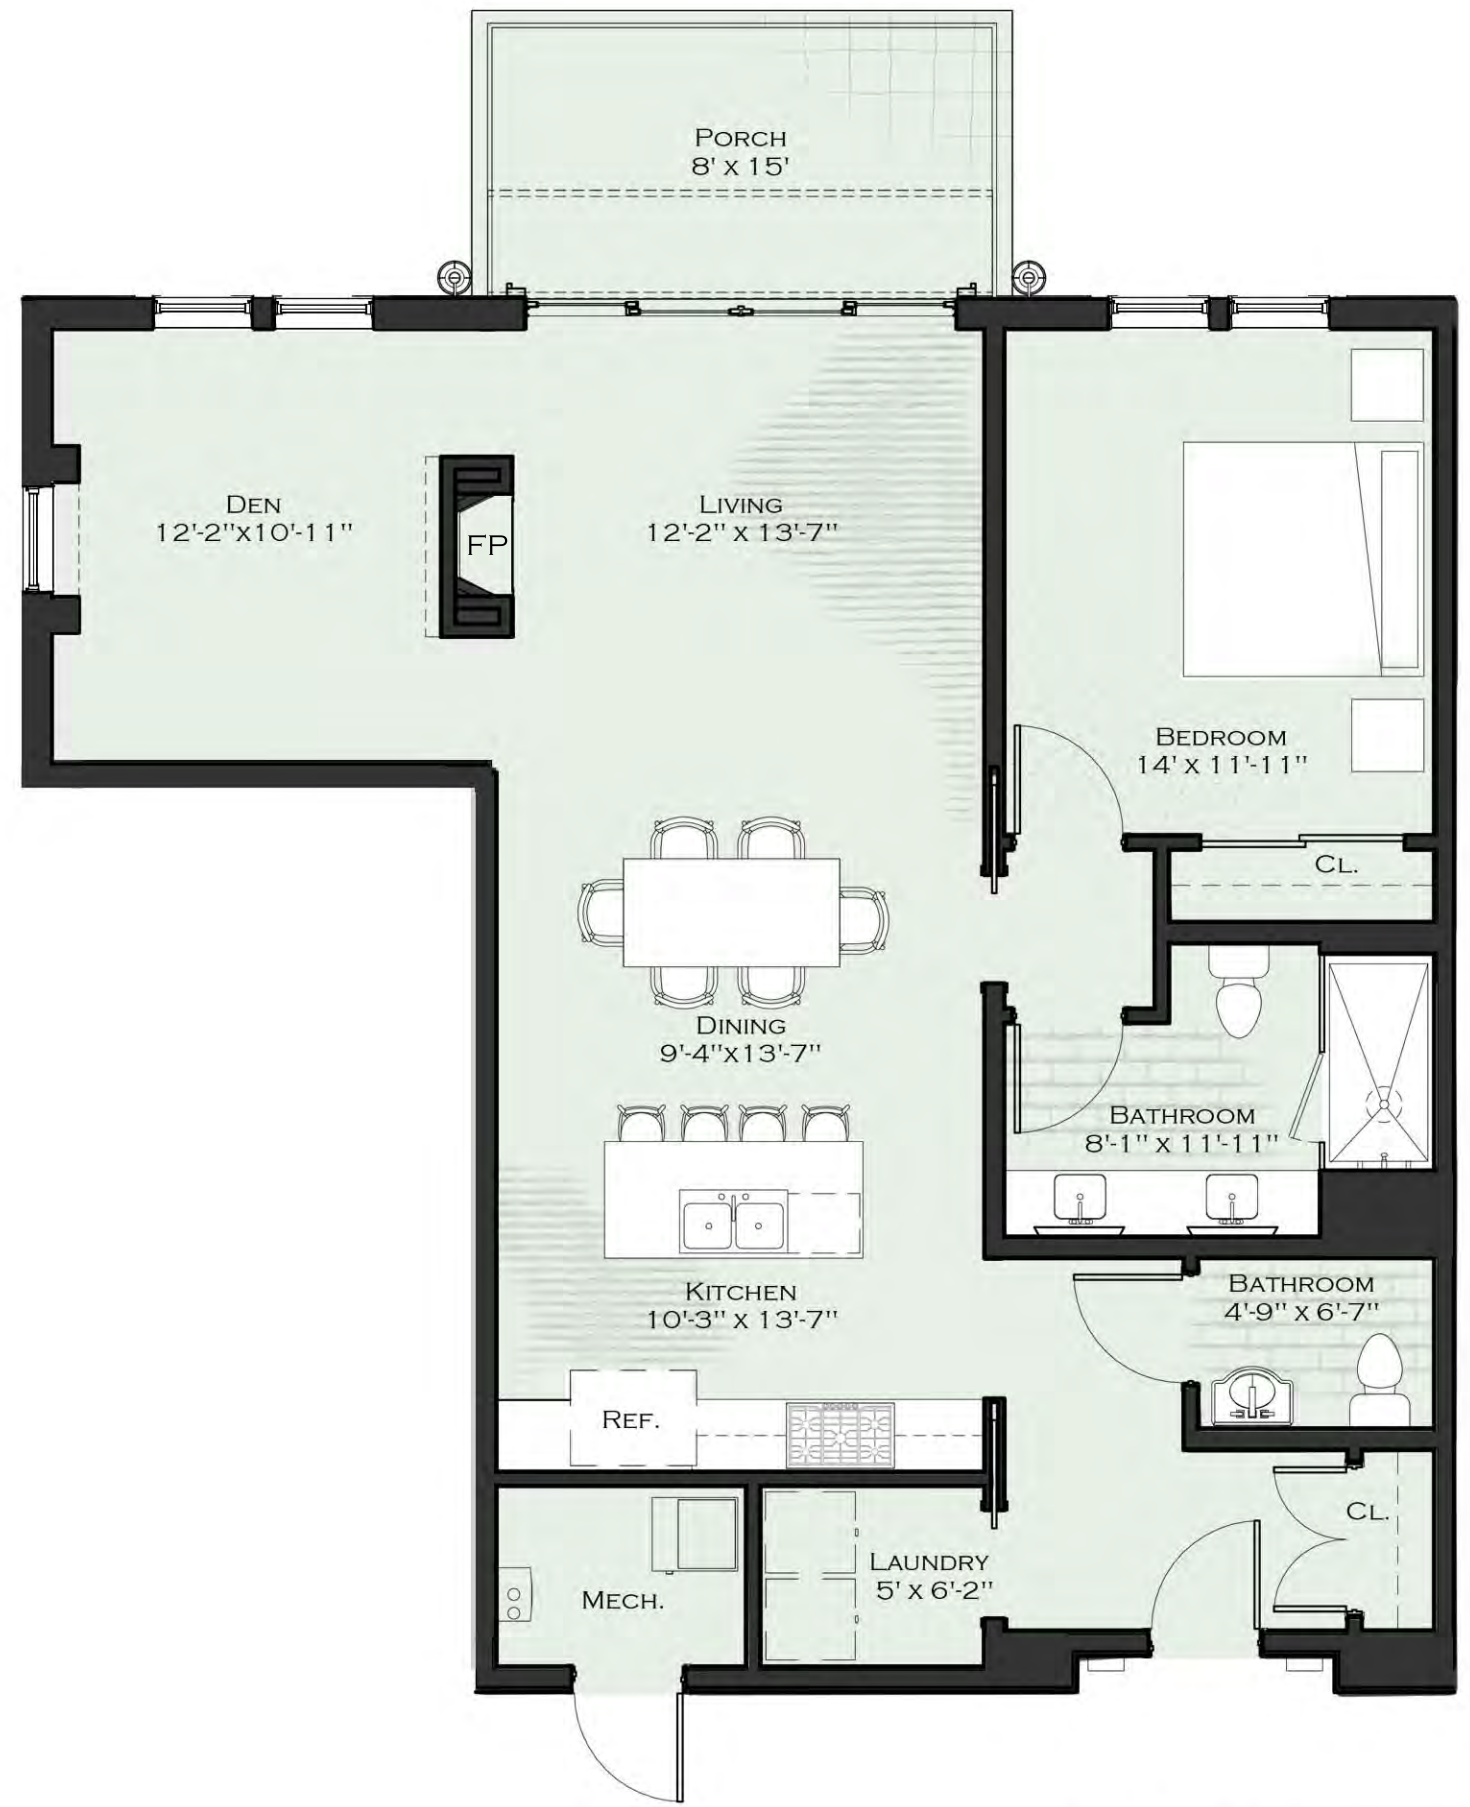 PORCH
8' X 15'
DEN
12'-2"X10'-11"
FP
LIVING
12'-2" X 13'-7"
BEDROOM
14' X 11'-11"
CL.
DINING
9'-4"X13'-7"
BATHROOM
8'-1" X 11'-11"
KITCHEN
10'-3" X 13'-7"
BATHROOM
4'-9" X 6'-7"
REF.
CL.
LAUNDRY
5' X 6'-2"
MECH.